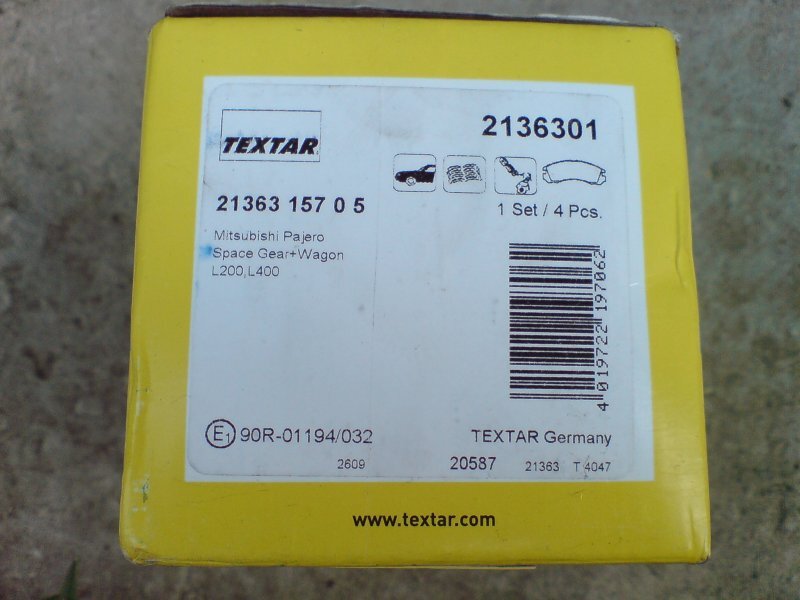 TEXTAR
2136301
21363 157 0 5
1 Set / 4 Pcs.
Mitsubishi Pajero
Space Gear+Wagon
L200,L400
4 019722 197062
E1 90R-01194/032
TEXTAR Germany
2609
20587
21363 T 4047
www.textar.com